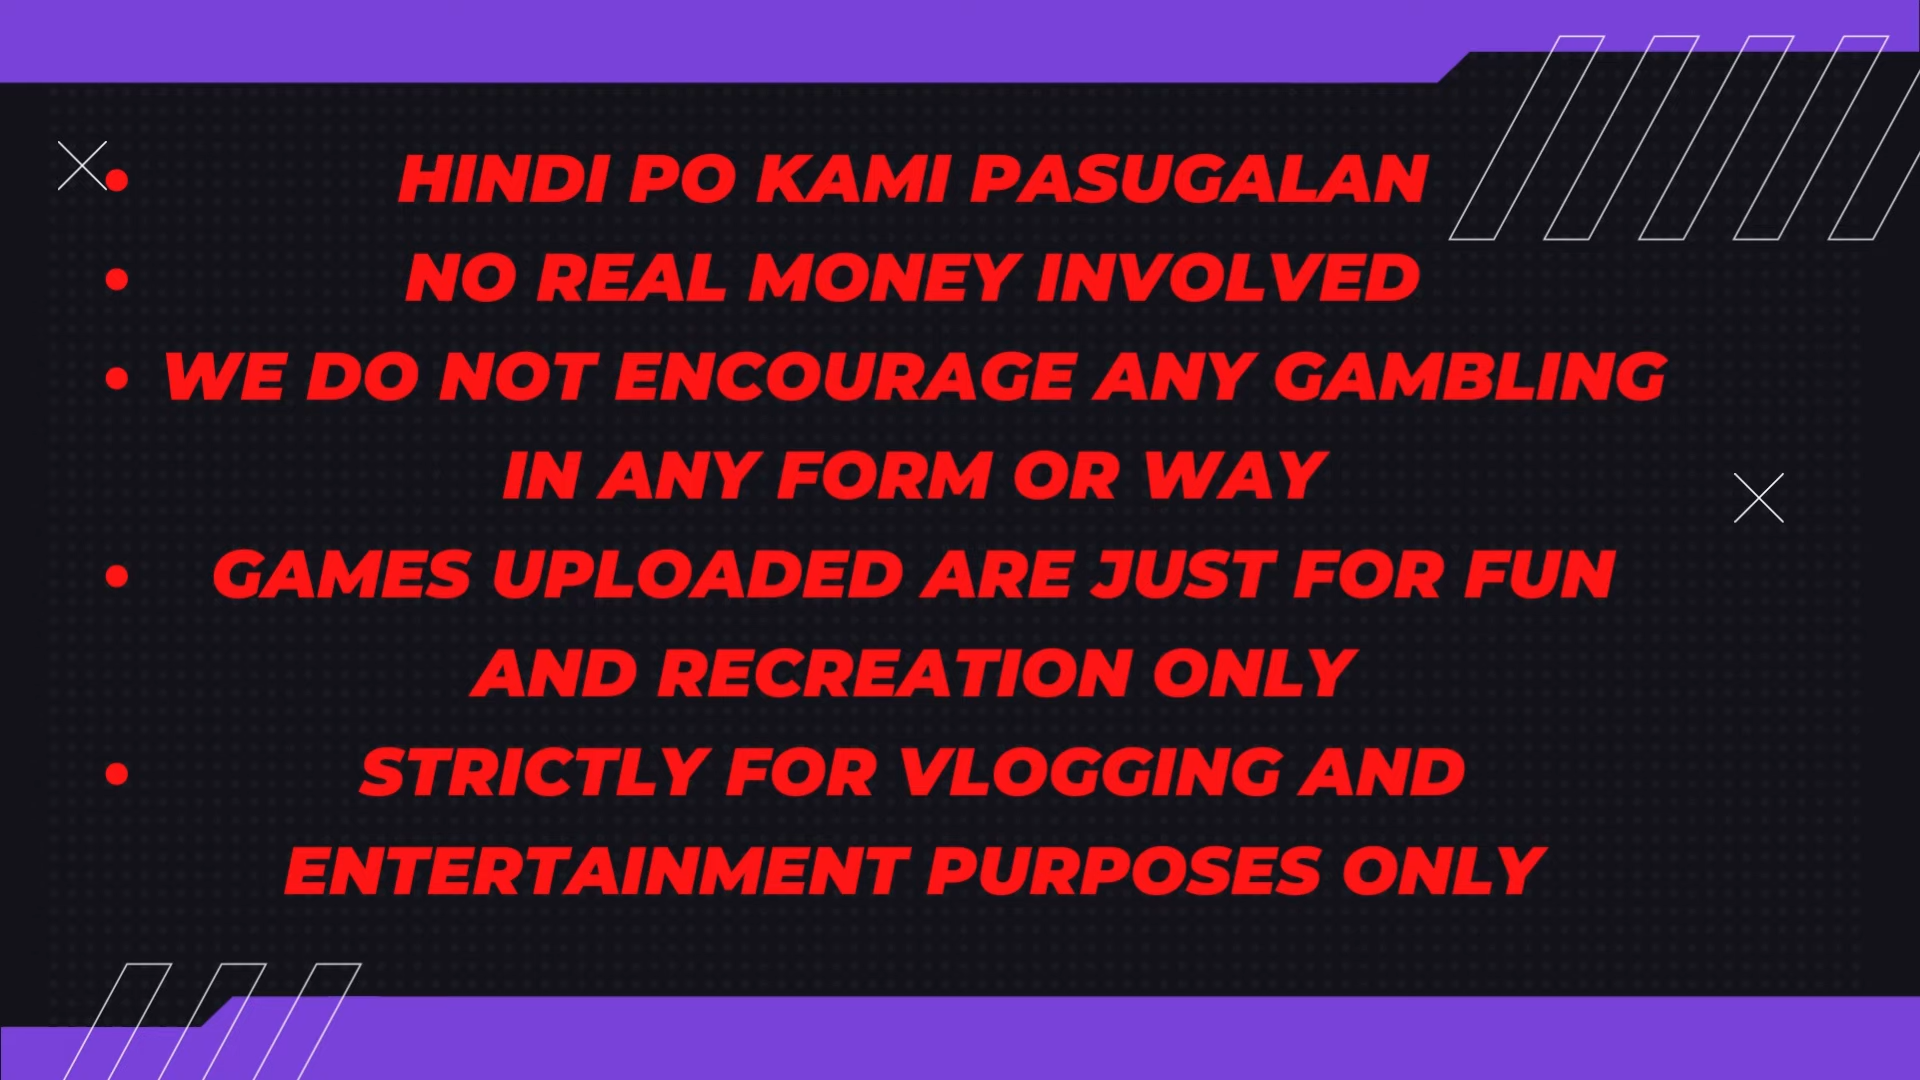 HINDI PO KAMI PASUGALAN
NO REAL MONEY INVOLVED
WE DO NOT ENCOURAGE ANY GAMBLING
IN ANY FORM OR WAY
GAMES UPLOADED ARE JUST FOR FUN
AND RECREATION ONLY
STRICTLY FOR VLOGGING AND
ENTERTAINMENT PURPOSES ONLY